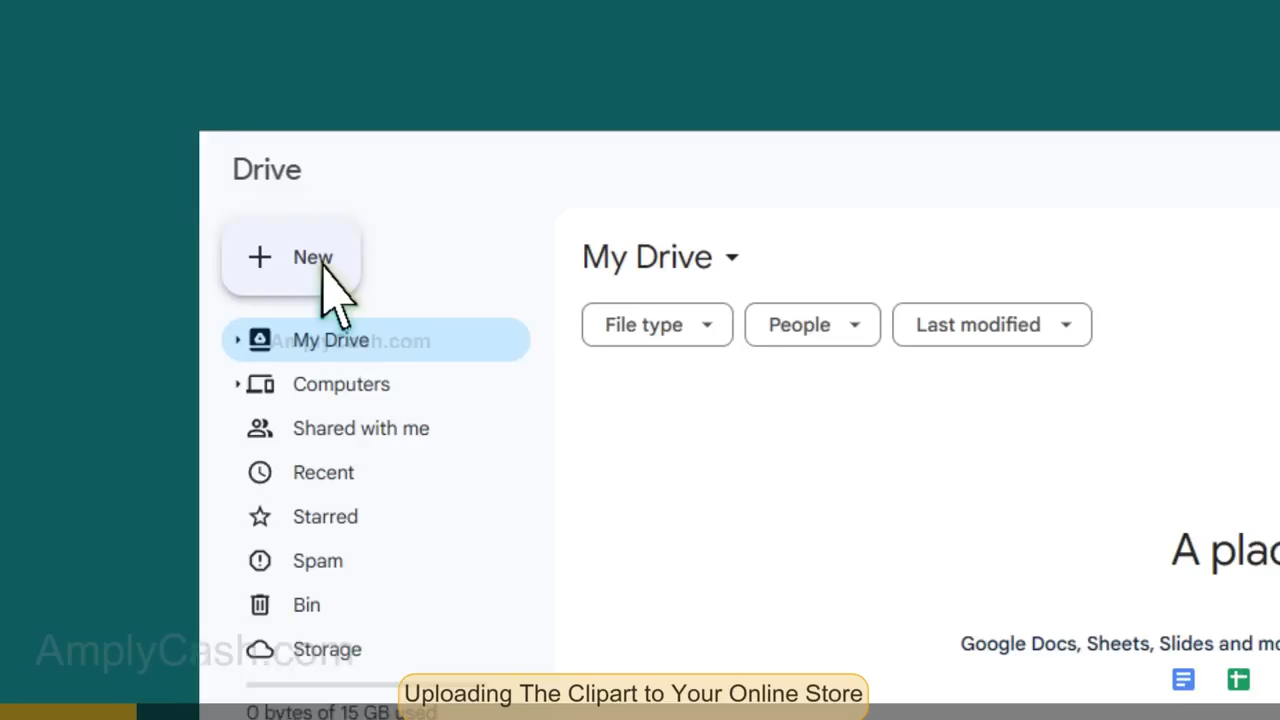 Drive
New
My Drive
File type
People
Last modified
My Drive
AmplyCash.com
Computers
Shared with me
Recent
Starred
Spam
Bin
Storage
AmplyCash.com
A plac
Google Docs, Sheets, Slides and mo
Uploading The Clipart to Your Online Store
0 bytes of 15 GB used